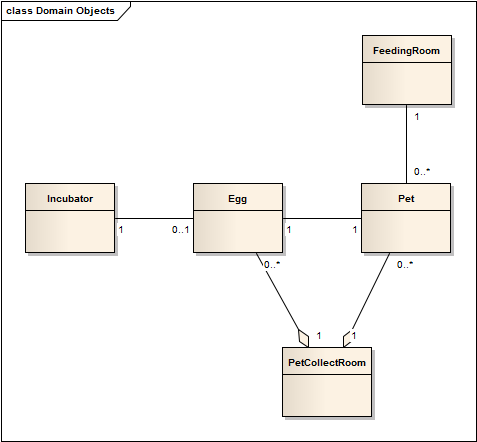 class Domain Objects
FeedingRoom
1
0..*
Incubator
Egg
Pet
1
0..1
1
1
0..*
0..*
1
1
PetCollectRoom